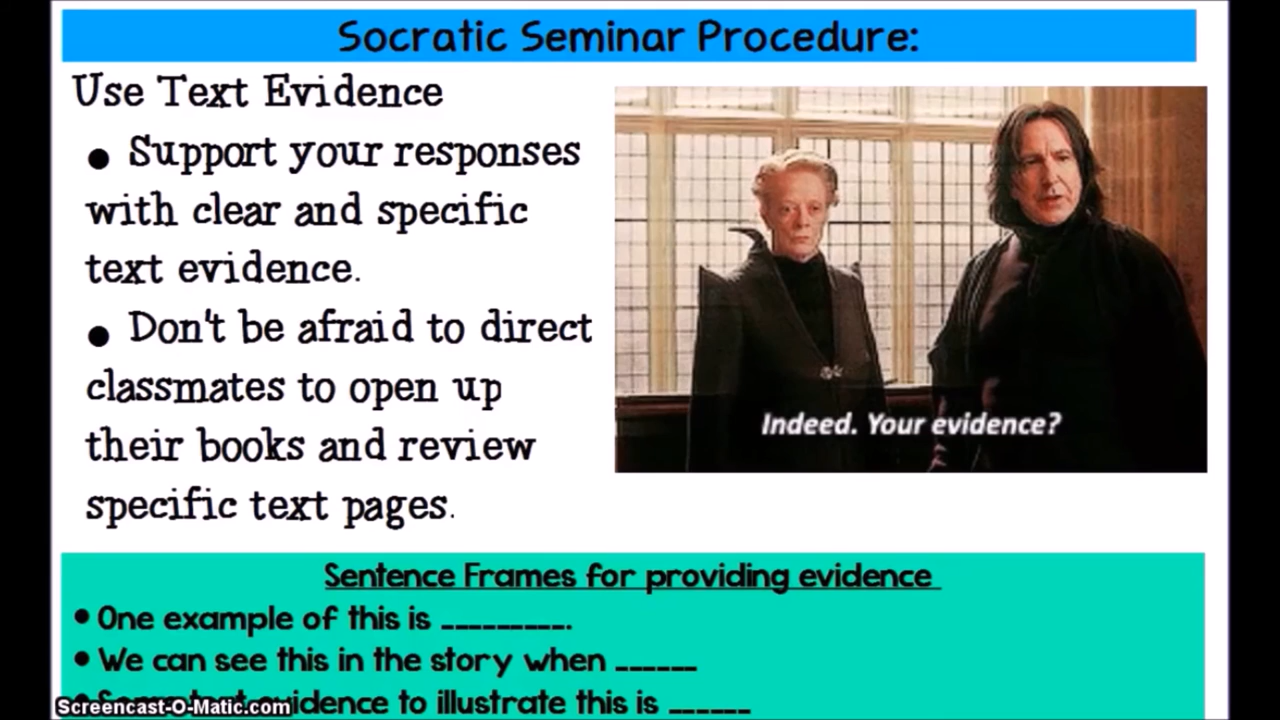 Socratic Seminar Procedure:
Use Text Evidence
● Support your responses
with clear and specific
text evidence.
● Don't be afraid to direct
classmates to open up
their books and review
specific text pages.
Indeed. Your evidence?
Sentence Frames for providing evidence
● One example of this is _________.
● We can see this in the story when ______
evidence to illustrate this is ______
Screencast-O-Matic.com